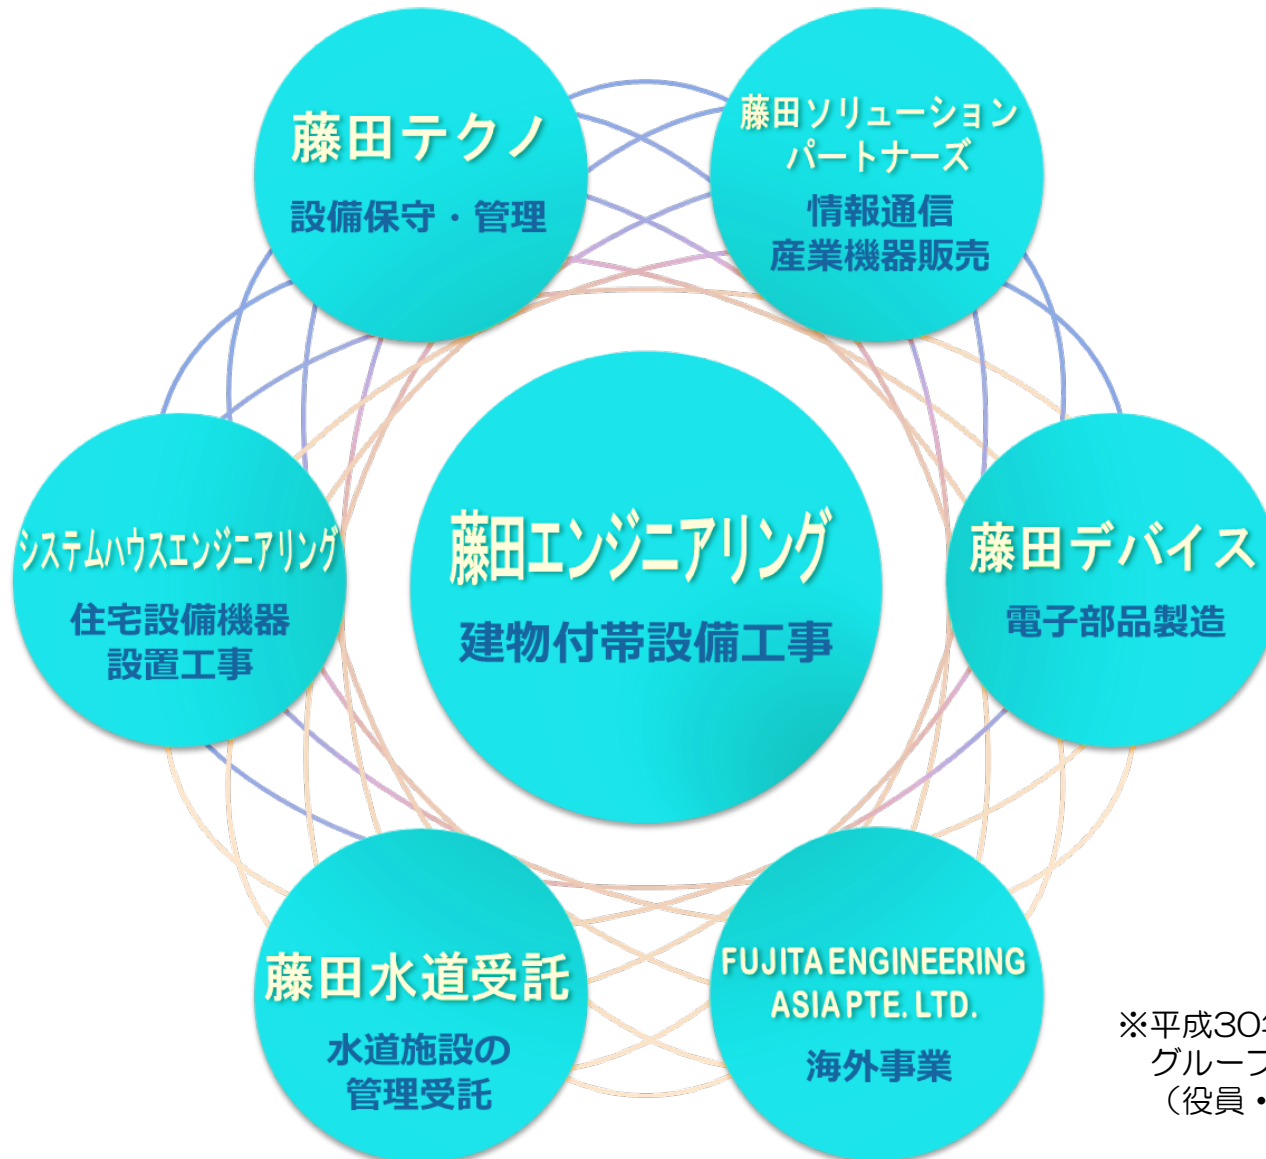 藤田テクノ
設備保守・管理
藤田ソリューション
パートナーズ
情報通信
産業機器販売
システムハウスエンジニアリング
住宅設備機器
設置工事
藤田エンジニアリング
建物付帯設備工事
藤田デバイス
電子部品製造
藤田水道受託
水道施設の
管理受託
FUJITA ENGINEERING
ASIA PTE. LTD.
海外事業
※平成30年
グループ
（役員・